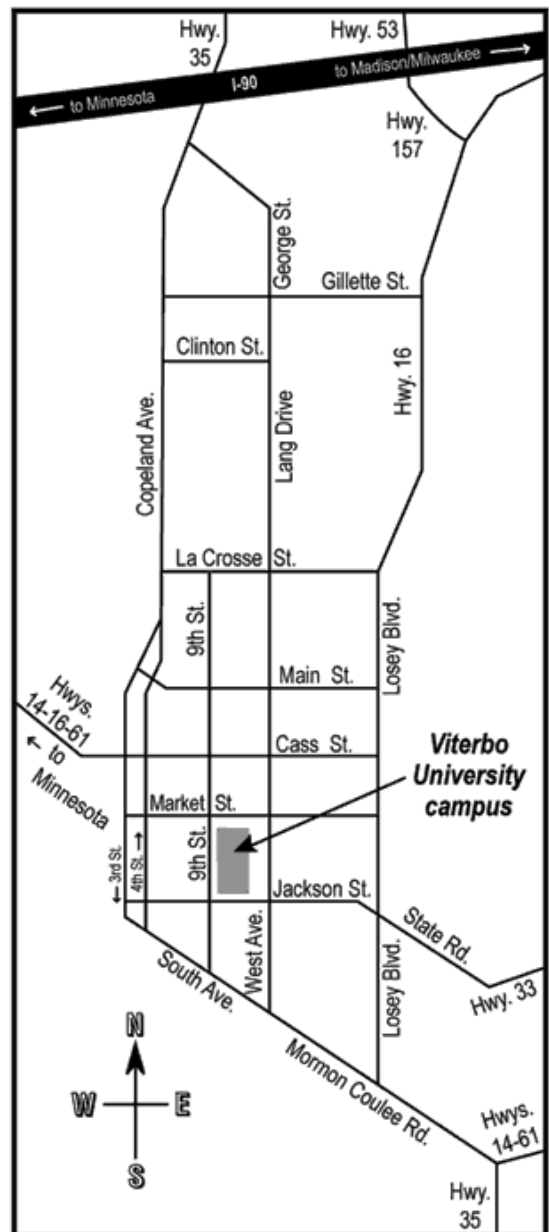 Hwy.
35
Hwy. 53
← to Minnesota
I-90
to Madison/Milwaukee →
Hwy.
157
George St.
Gillette St.
Clinton St.
Hwy. 16
Copeland Ave.
Lang Drive
La Crosse St.
9th St.
Losey Blvd.
Main St.
Hwys.
14-16-61
← to
Minnesota
Cass St.
Viterbo
University
campus
Market St.
← 3rd St.
4th St. →
9th St.
Jackson St.
State Rd.
West Ave.
Losey Blvd.
South Ave.
Hwy. 33
Mormon Coulee Rd.
N
W E
S
Hwys.
14-61
Hwy.
35